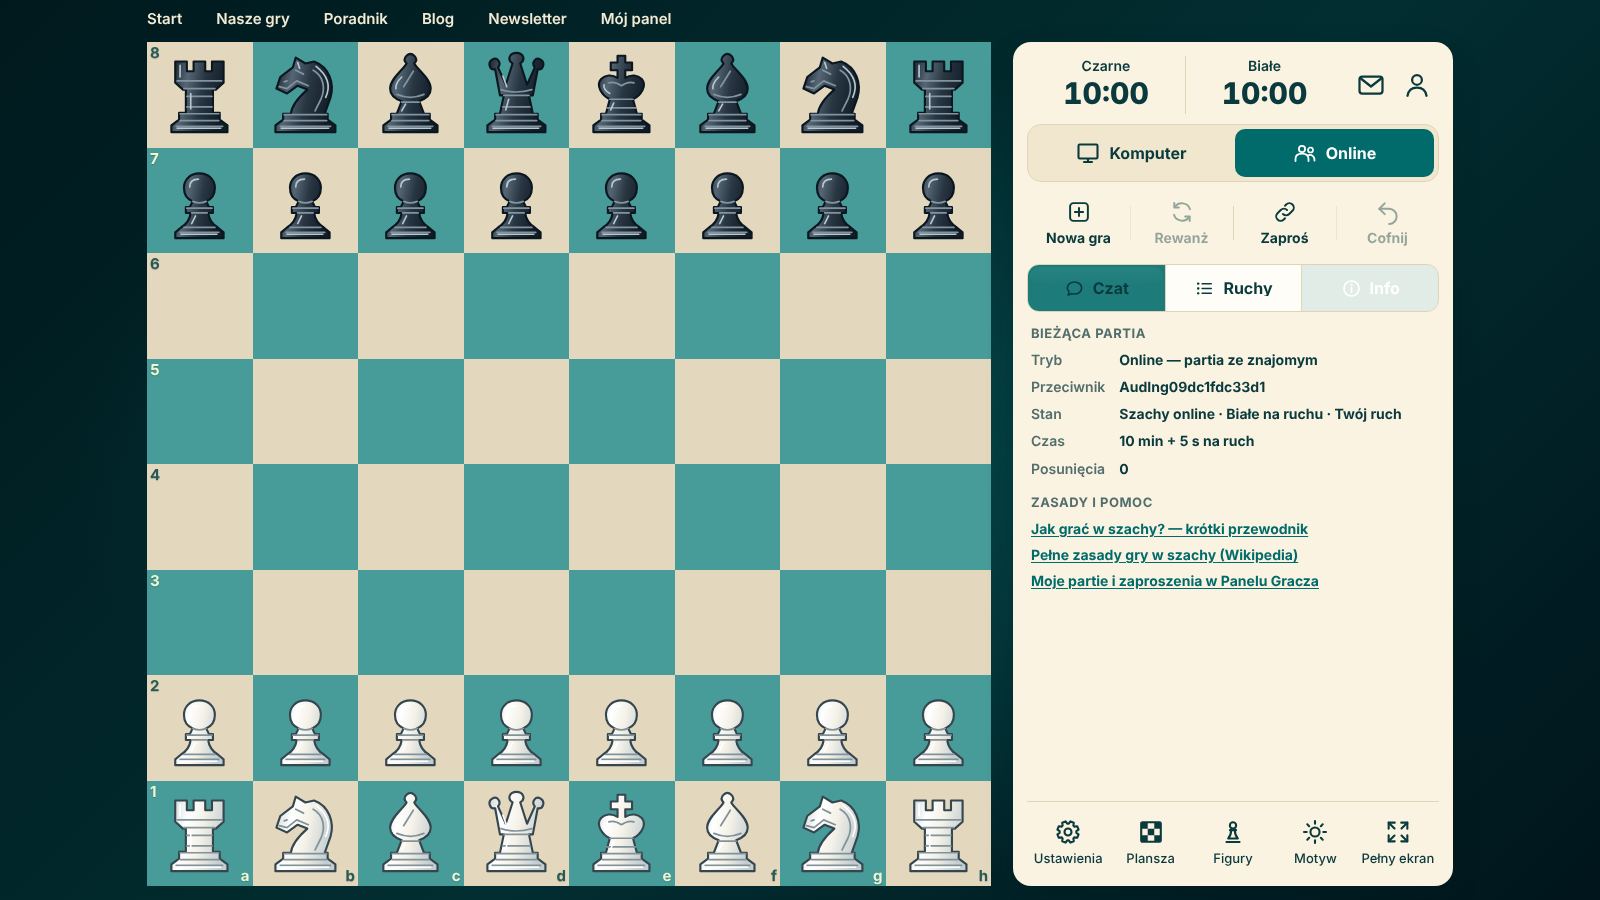 Start Nasze gry Poradnik Blog Newsletter Mój panel
8
7
6
5
4
3
2
1
a b c d e f g h
Czarne Białe
10:00 10:00
Komputer Online
Nowa gra Rewanż Zaproś Cofnij
Czat Ruchy Info
BIEŻĄCA PARTIA
Tryb Online — partia ze znajomym
Przeciwnik AudIng09dc1fdc33d1
Stan Szachy online · Białe na ruchu · Twój ruch
Czas 10 min + 5 s na ruch
Posunięcia 0
ZASADY I POMOC
Jak grać w szachy? — krótki przewodnik
Pełne zasady gry w szachy (Wikipedia)
Moje partie i zaproszenia w Panelu Gracza
Ustawienia Plansza Figury Motyw Pełny ekran